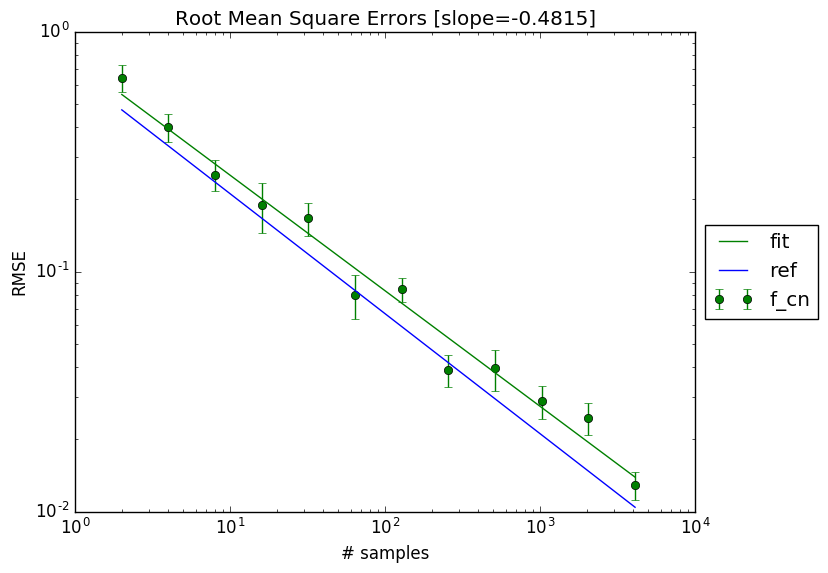 Root Mean Square Errors [slope=-0.4815]
10^0
10^-1
10^-2
RMSE
10^0 10^1 10^2 10^3 10^4
# samples
fit
ref
f_cn